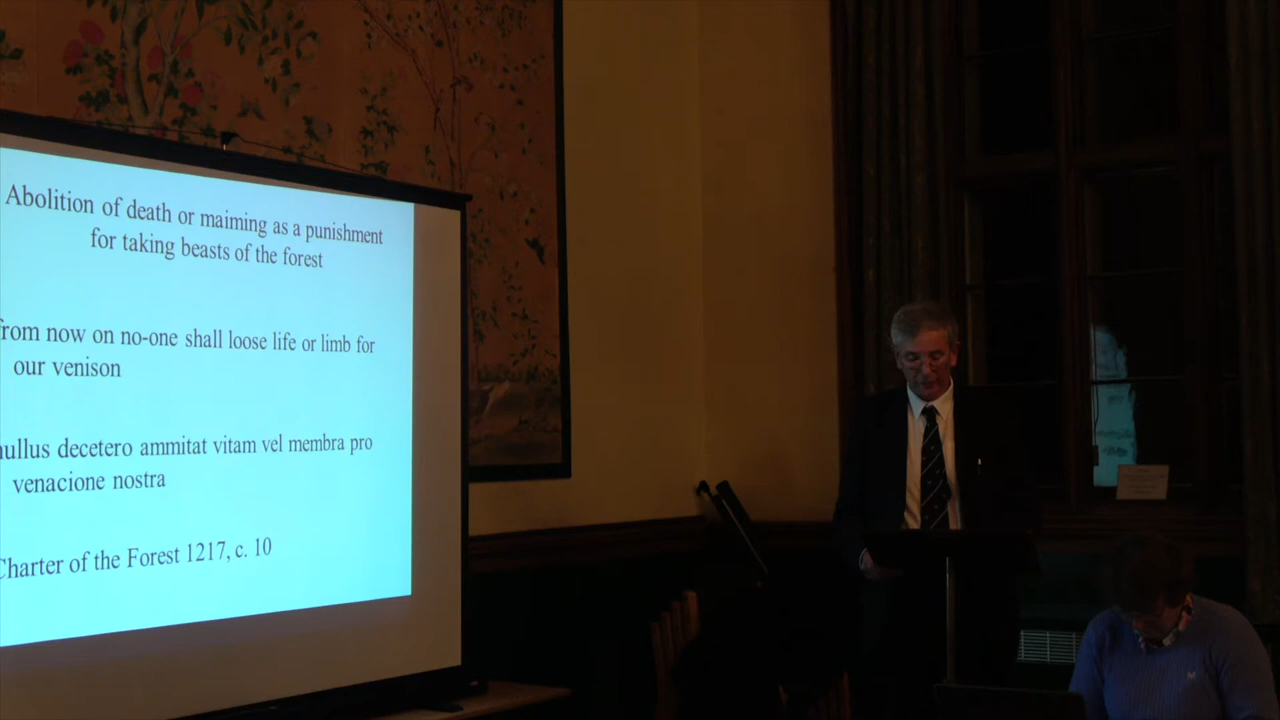 Abolition of death or maiming as a punishment
for taking beasts of the forest
from now on no-one shall loose life or limb for
our venison
nullus decetero ammitat vitam vel membra pro
venacione nostra
Charter of the Forest 1217, c. 10